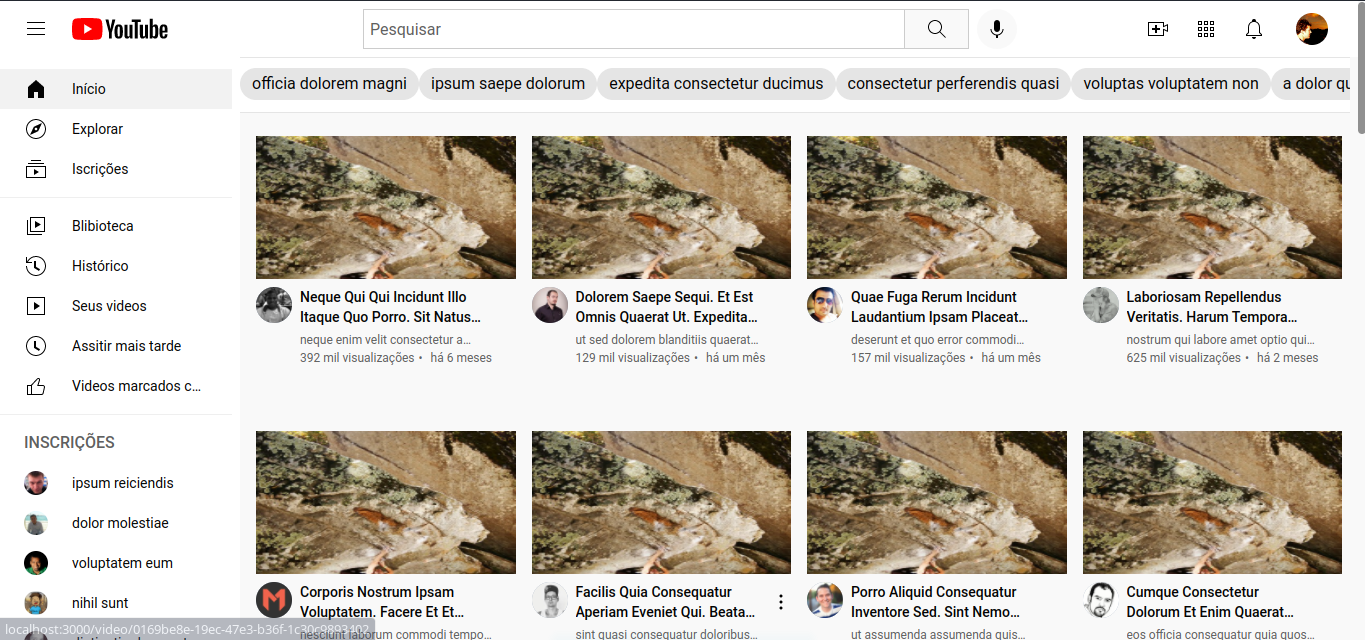 YouTube
Pesquisar
officia dolorem magni
ipsum saepe dolorum
expedita consectetur ducimus
consectetur perferendis quasi
voluptas voluptatem non
a dolor qu
Início
Explorar
Iscrições
Blibioteca
Histórico
Seus videos
Assitir mais tarde
Videos marcados c...
INSCRIÇÕES
ipsum reiciendis
dolor molestiae
voluptatem eum
nihil sunt
Neque Qui Qui Incidunt Illo
Itaque Quo Porro. Sit Natus...
neque enim velit consectetur a...
392 mil visualizações • há 6 meses
Dolorem Saepe Sequi. Et Est
Omnis Quaerat Ut. Expedita...
ut sed dolorem blanditiis quaerat...
129 mil visualizações • há um mês
Quae Fuga Rerum Incidunt
Laudantium Ipsam Placeat...
deserunt et quo error commodi...
157 mil visualizações • há um mês
Laboriosam Repellendus
Veritatis. Harum Tempora...
nostrum qui labore amet optio qui...
625 mil visualizações • há 2 meses
Corporis Nostrum Ipsam
Voluptatem. Facere Et Et...
nesciunt laborum commodi tempo...
Facilis Quia Consequatur
Aperiam Eveniet Qui. Beata...
sint quasi consequatur doloribus...
Porro Aliquid Consequatur
Inventore Sed. Sint Nemo...
ut assumenda assumenda quis...
Cumque Consectetur
Dolorum Et Enim Quaerat...
eos officia consequatur quia quos...
localhost:3000/video/0169be8e-19ec-47e3-b36f-1c30c9893402